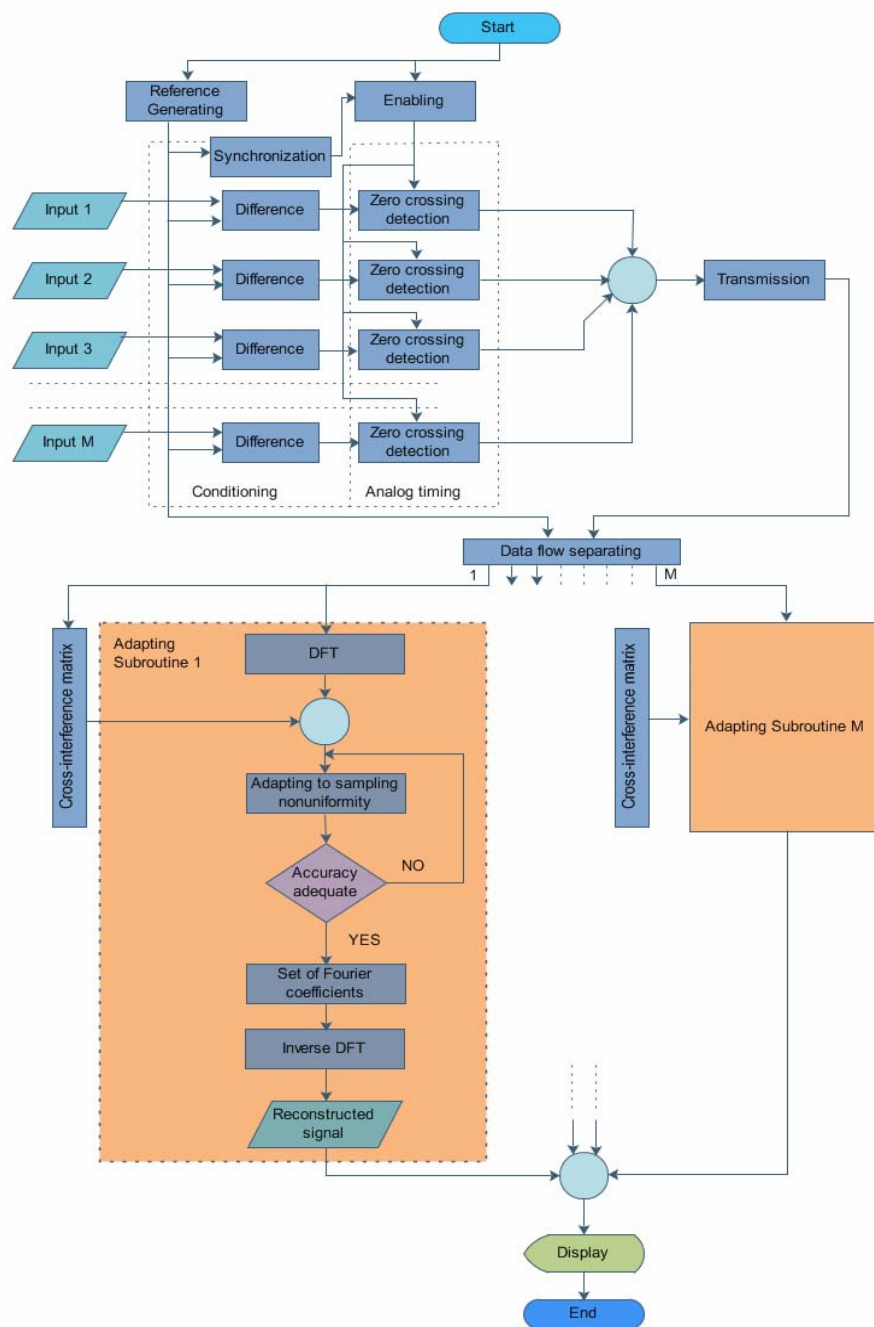 Start
Reference
Generating
Enabling
Synchronization
Input 1
Difference
Zero crossing
detection
Input 2
Difference
Zero crossing
detection
Transmission
Input 3
Difference
Zero crossing
detection
Input M
Difference
Zero crossing
detection
Conditioning
Analog timing
Data flow separating
1
M
Cross-interference matrix
Adapting
Subroutine 1
DFT
Adapting to sampling
nonuniformity
Accuracy
adequate
NO
YES
Set of Fourier
coefficients
Inverse DFT
Reconstructed
signal
Cross-interference matrix
Adapting Subroutine M
Display
End